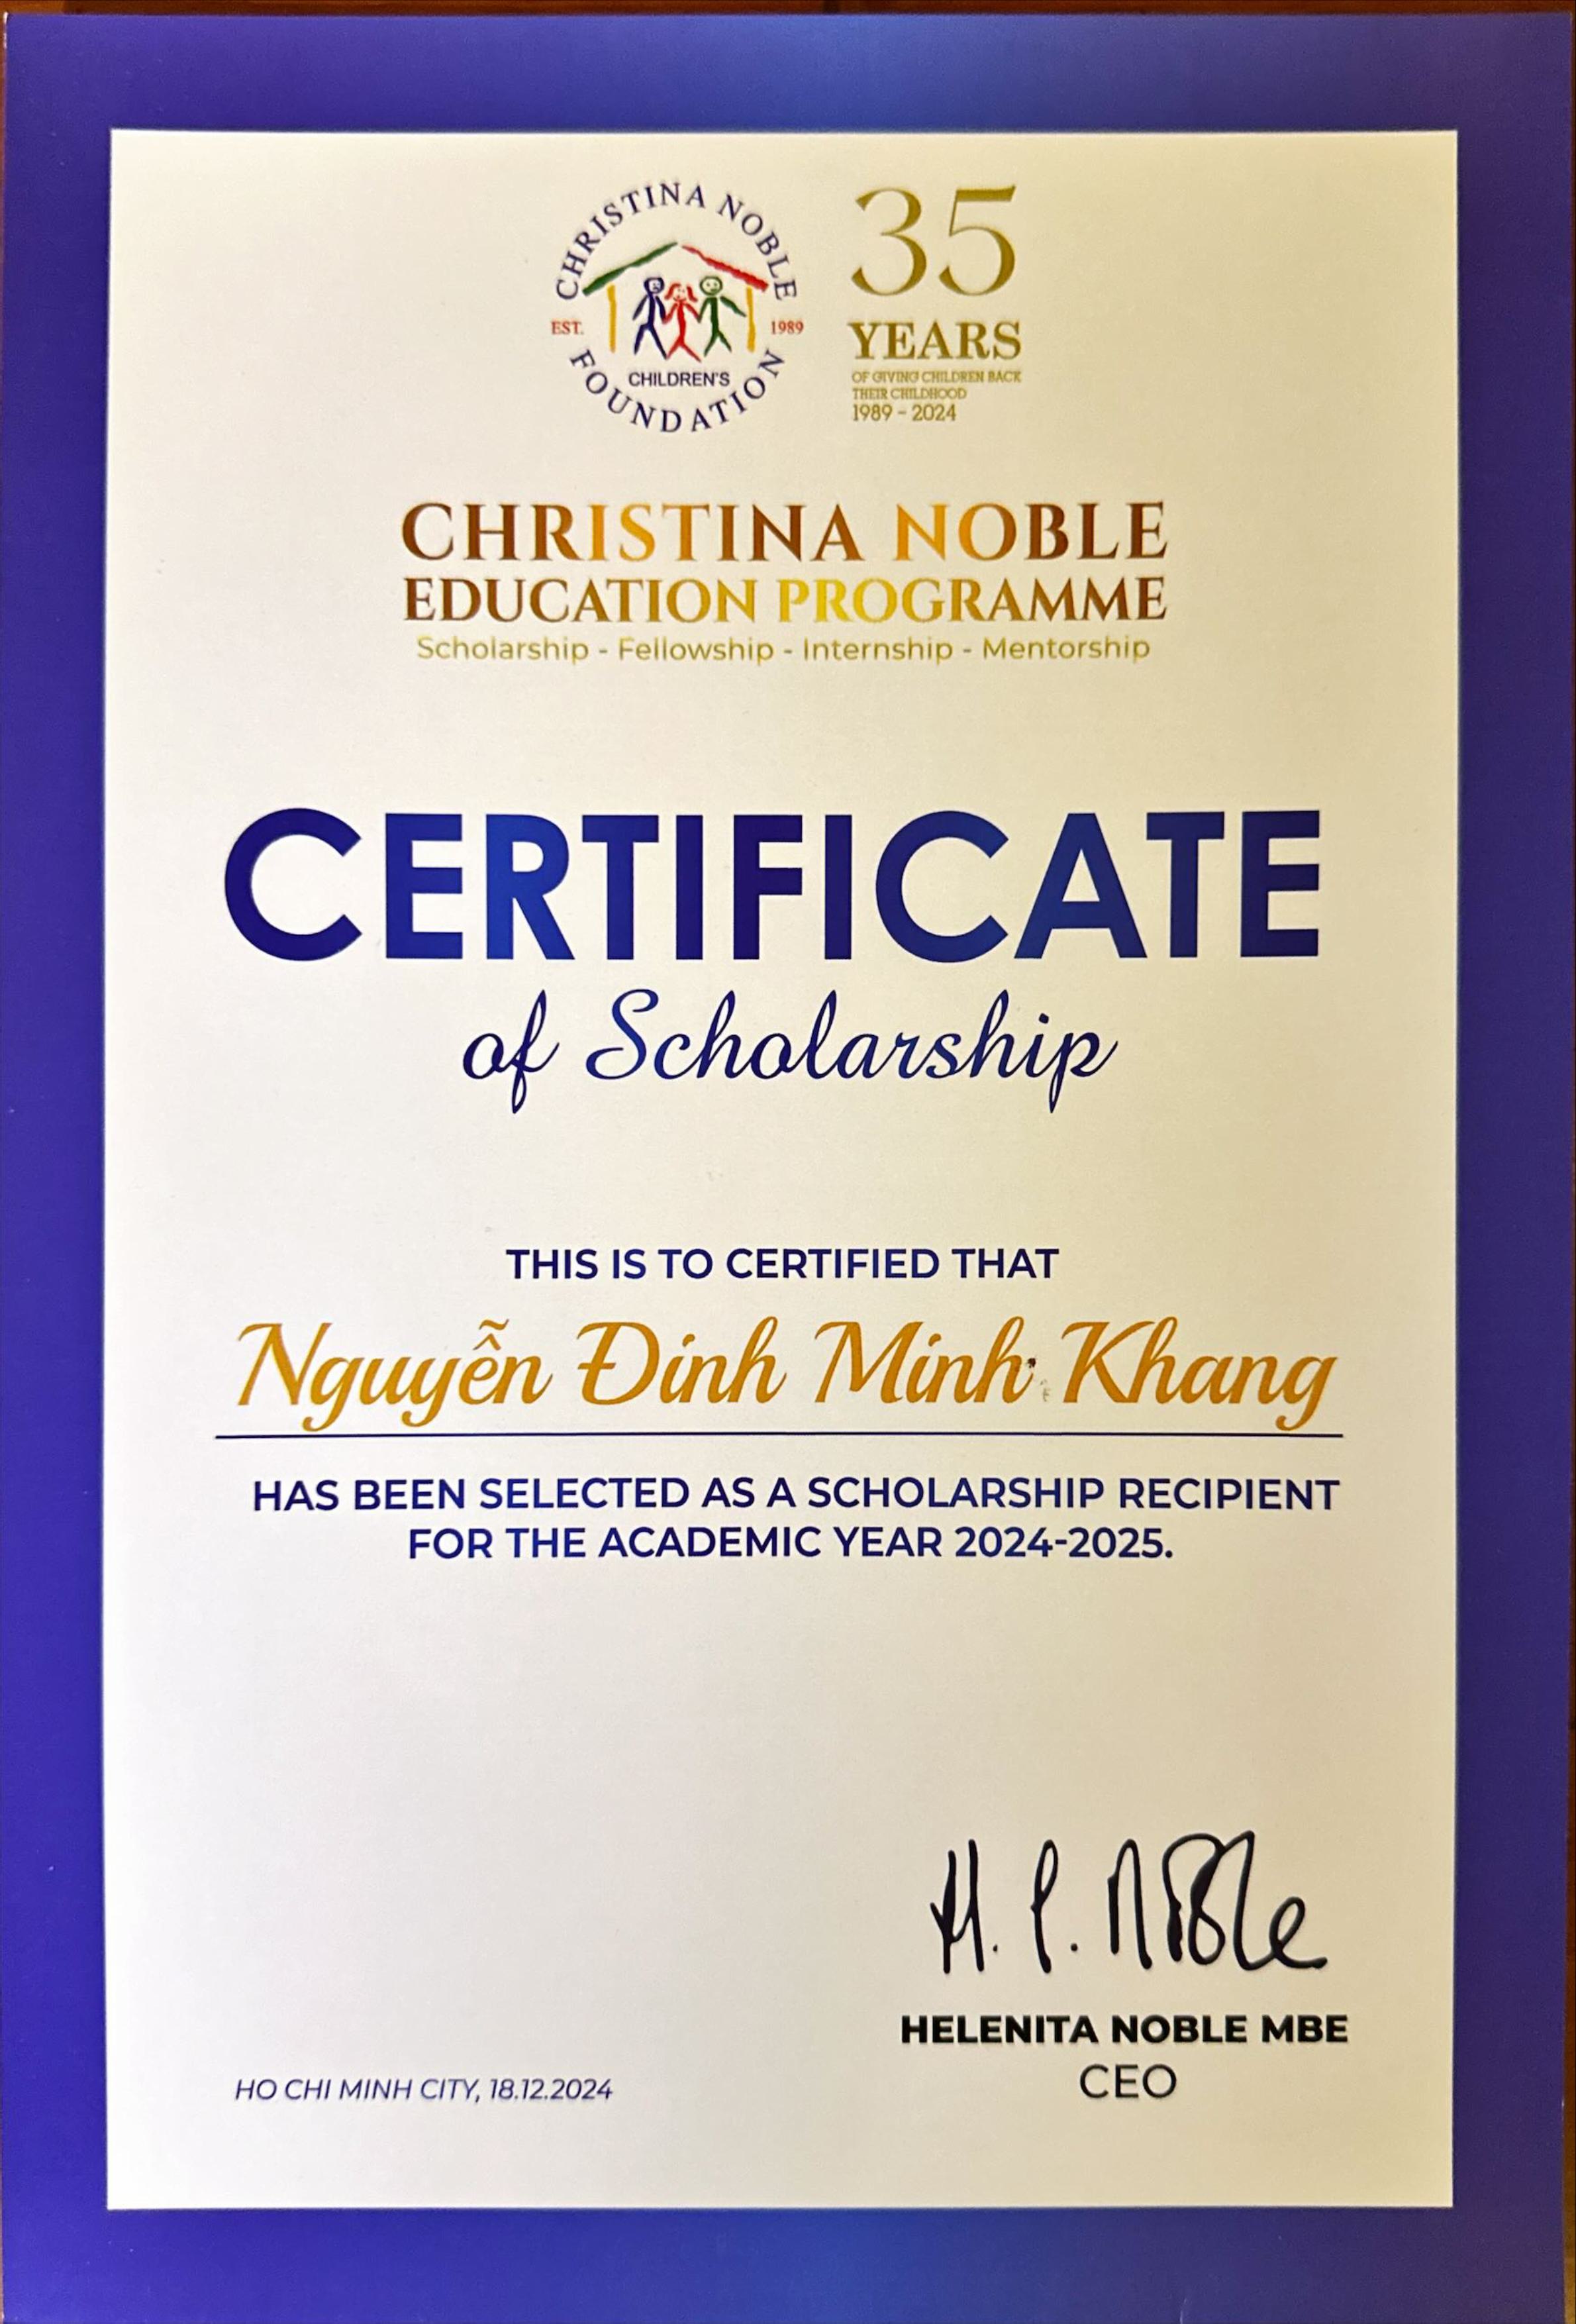 CHRISTINA NOBLE
EST. 1989
CHILDREN'S
FOUNDATION
35
YEARS
OF GIVING CHILDREN BACK
THEIR CHILDHOOD
1989 - 2024
CHRISTINA NOBLE
EDUCATION PROGRAMME
Scholarship - Fellowship - Internship - Mentorship
CERTIFICATE
of Scholarship
THIS IS TO CERTIFIED THAT
Nguyễn Đinh Minh Khang
HAS BEEN SELECTED AS A SCHOLARSHIP RECIPIENT
FOR THE ACADEMIC YEAR 2024-2025.
H. P. Noble
HELENITA NOBLE MBE
CEO
HO CHI MINH CITY, 18.12.2024